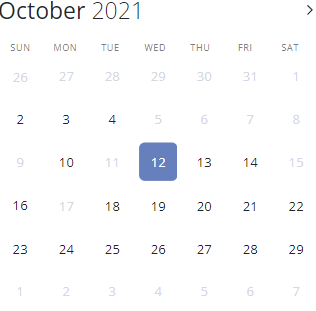 October 2021
SUN MON TUE WED THU FRI SAT
26 27 28 29 30 31 1
2 3 4 5 6 7 8
9 10 11 12 13 14 15
16 17 18 19 20 21 22
23 24 25 26 27 28 29
1 2 3 4 5 6 7